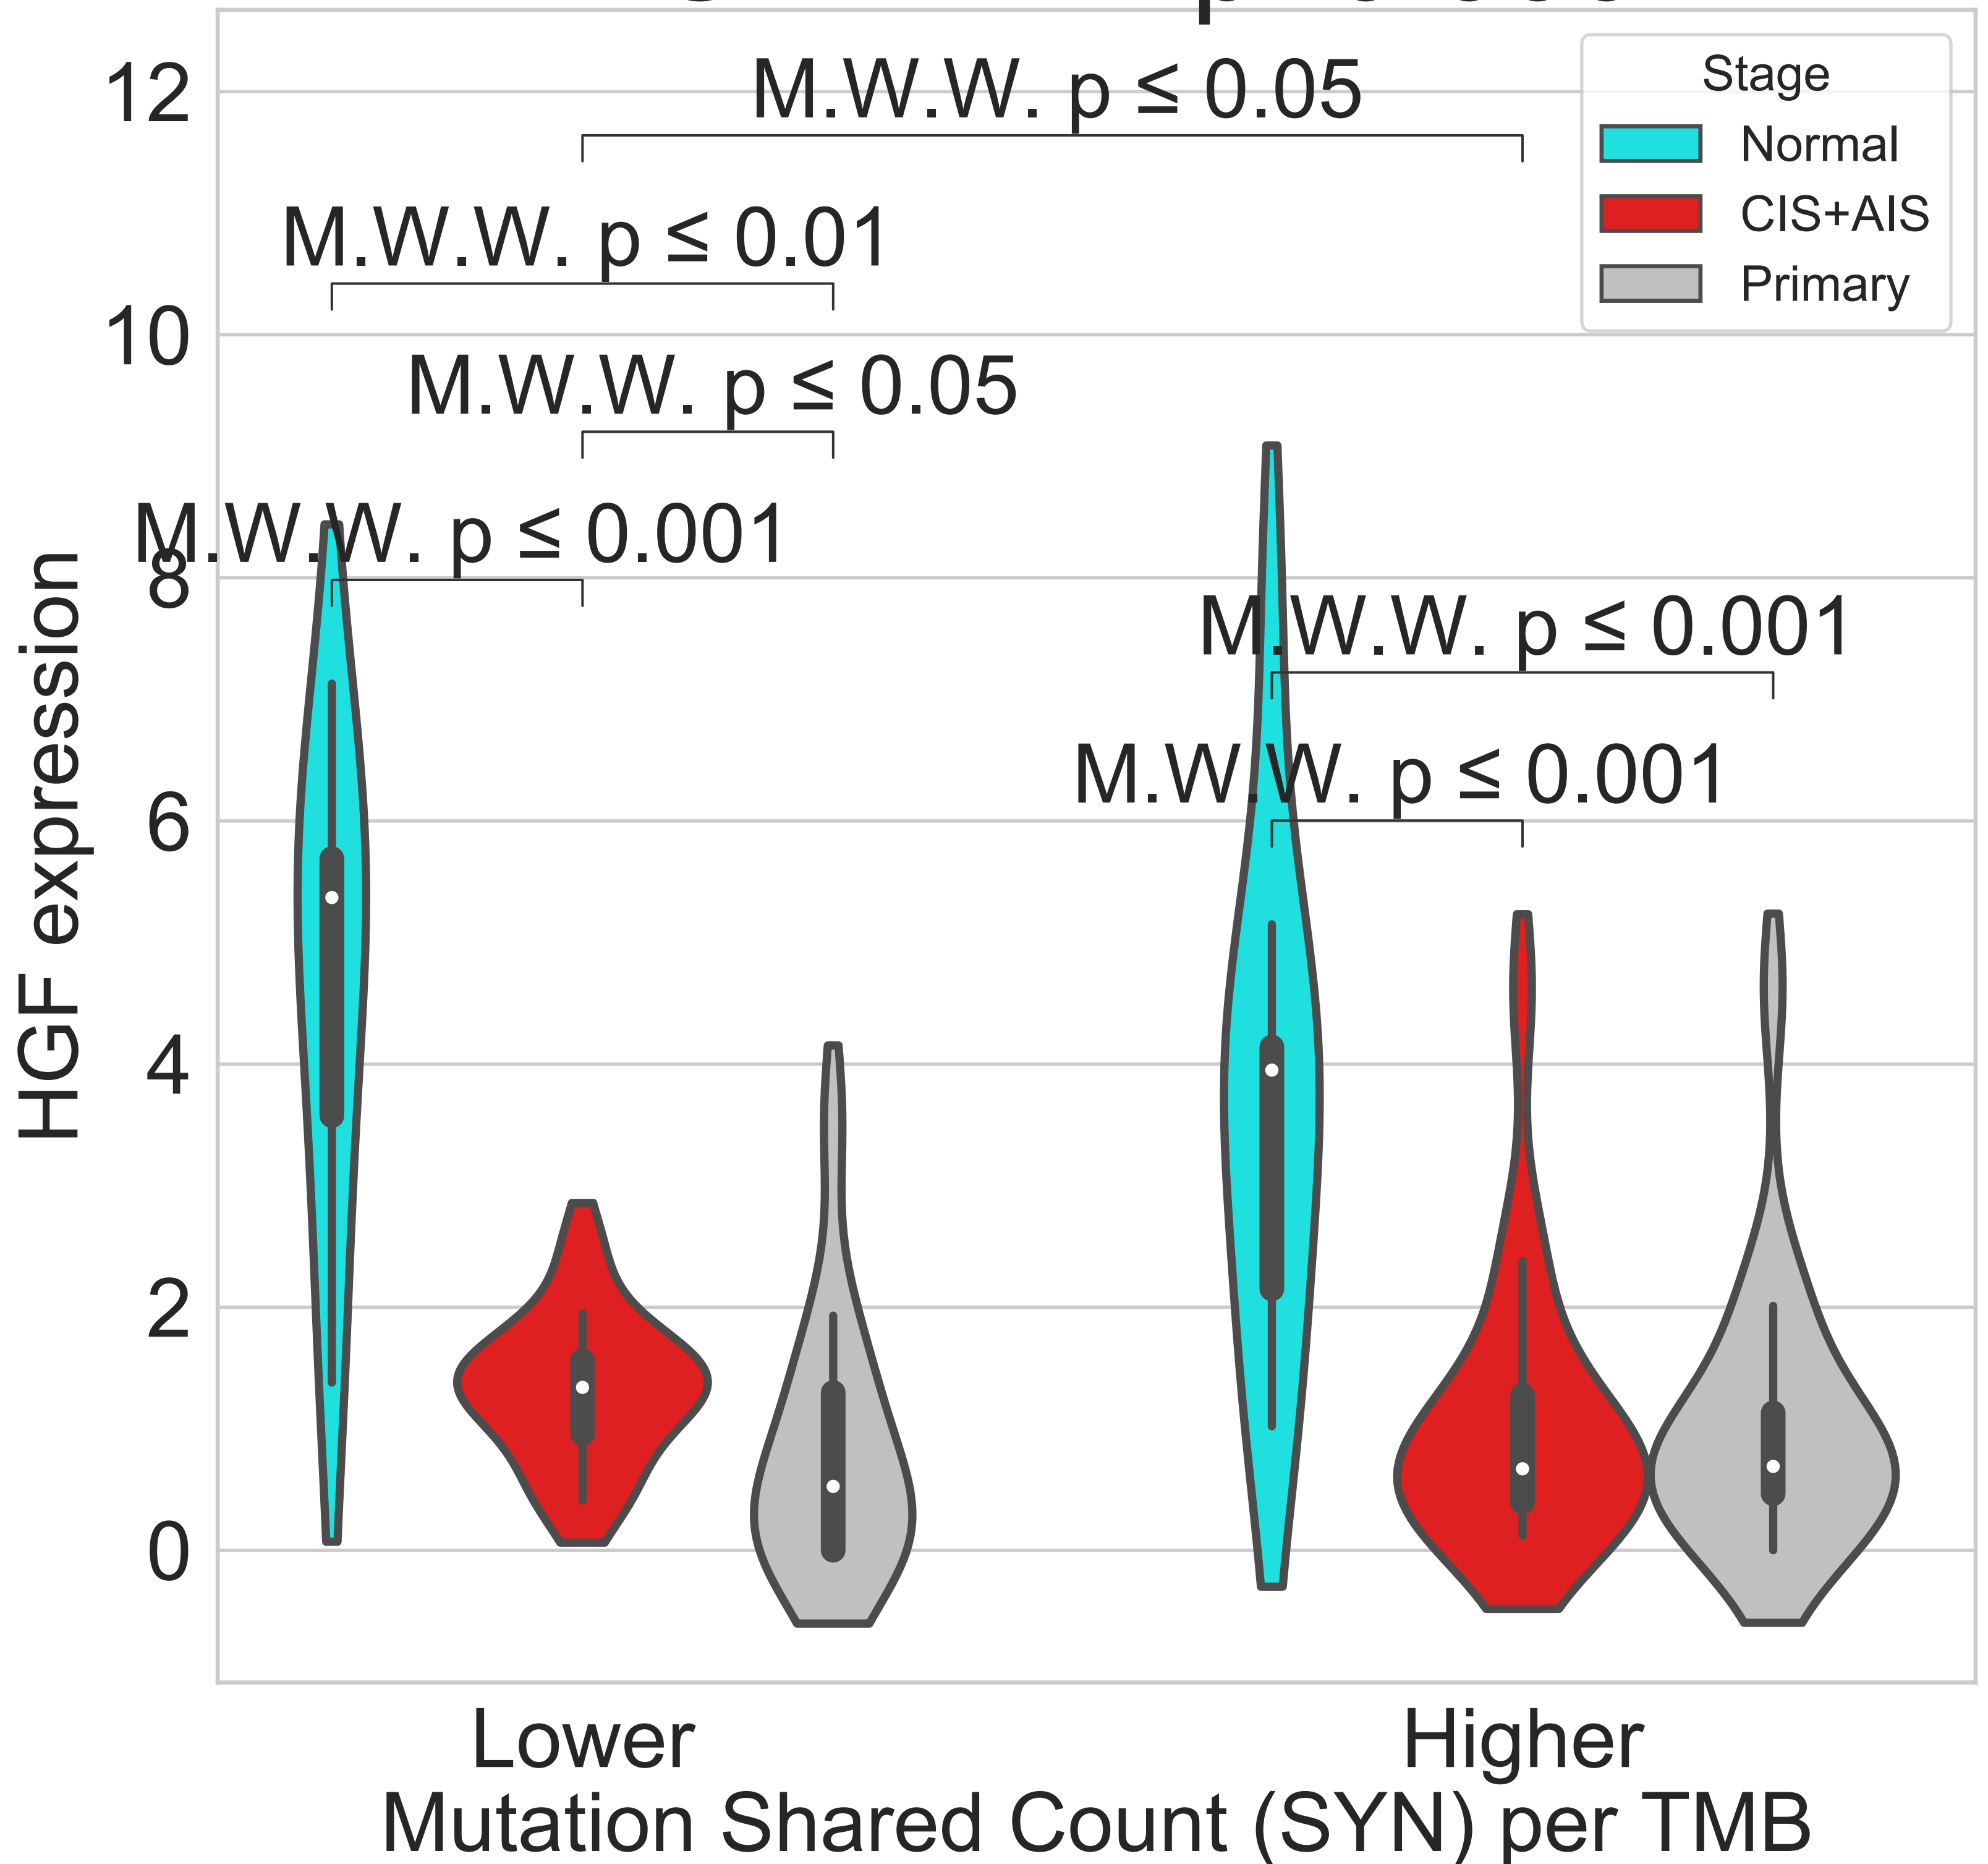 M.W.W. p ≤ 0.05
M.W.W. p ≤ 0.01
M.W.W. p ≤ 0.05
M.W.W. p ≤ 0.001
M.W.W. p ≤ 0.001
M.W.W. p ≤ 0.001
Stage
Normal
CIS+AIS
Primary
12
10
8
6
4
2
0
HGF expression
Lower
Higher
Mutation Shared Count (SYN) per TMB